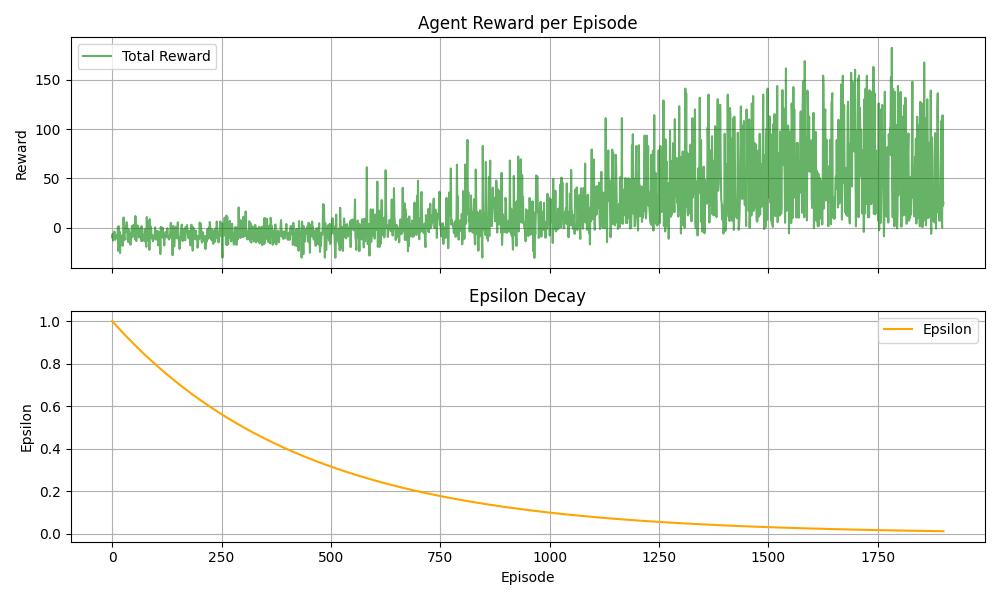 Agent Reward per Episode
Total Reward
150
100
50
0
Reward
Epsilon Decay
Epsilon
1.0
0.8
0.6
0.4
0.2
0.0
Epsilon
0 250 500 750 1000 1250 1500 1750
Episode